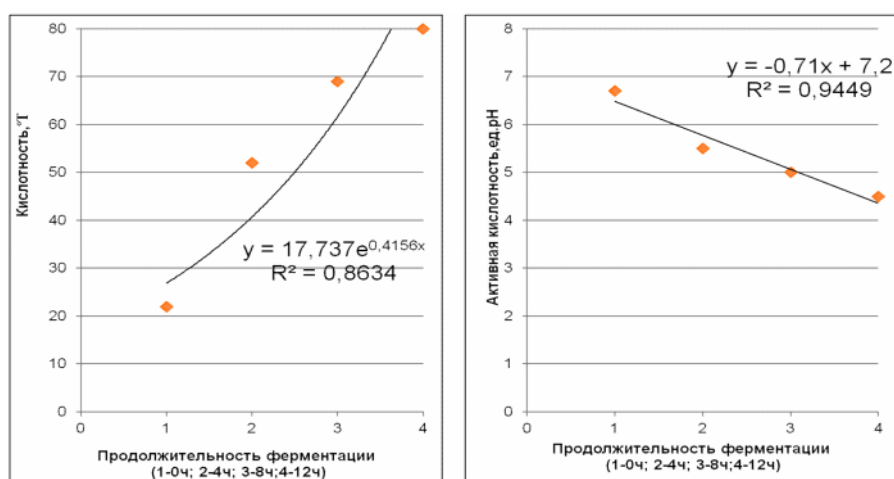 80
70
60
50
40
30
20
10
0
Кислотность,°Т
y = 17,737e^0,4156x
R² = 0,8634
0 1 2 3 4
Продолжительность ферментации
(1-0ч; 2-4ч; 3-8ч;4-12ч)
8
7
6
5
4
3
2
1
0
Активная кислотность,ед.рН
y = -0,71x + 7,2
R² = 0,9449
0 1 2 3 4
Продолжительность ферментации
(1-0ч; 2-4ч; 3-8ч;4-12ч)